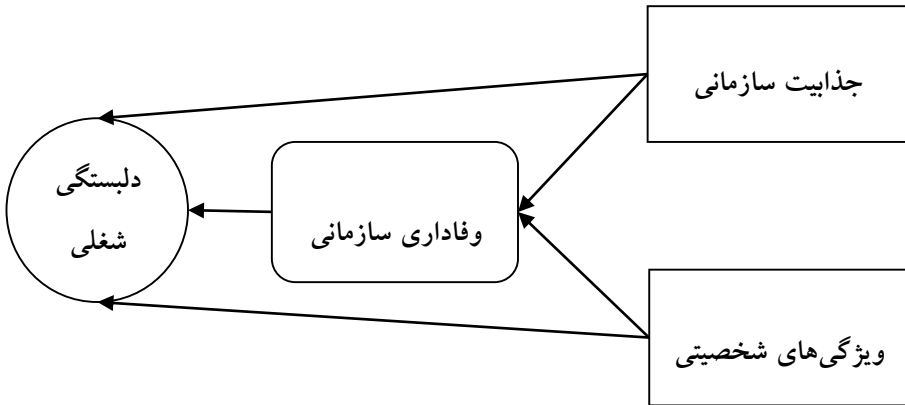 جذابیت سازمانی
دلبستگی
شغلی
وفاداری سازمانی
ویژگی‌های شخصیتی